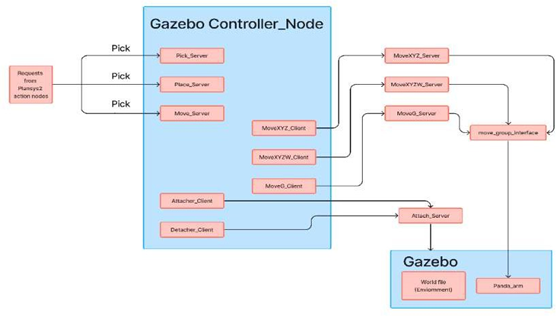 Gazebo Controller_Node
Pick
Pick_Server
Requests
from
Plansys2
action nodes
Pick
Place_Server
Pick
Move_Server
MoveXYZ_Client
MoveXYZW_Client
MoveG_Client
Attacher_Client
Detacher_Client
MoveXYZ_Server
MoveXYZW_Server
MoveG_Server
move_group_interface
Attach_Server
Gazebo
World file
(Enviornment)
Panda_arm